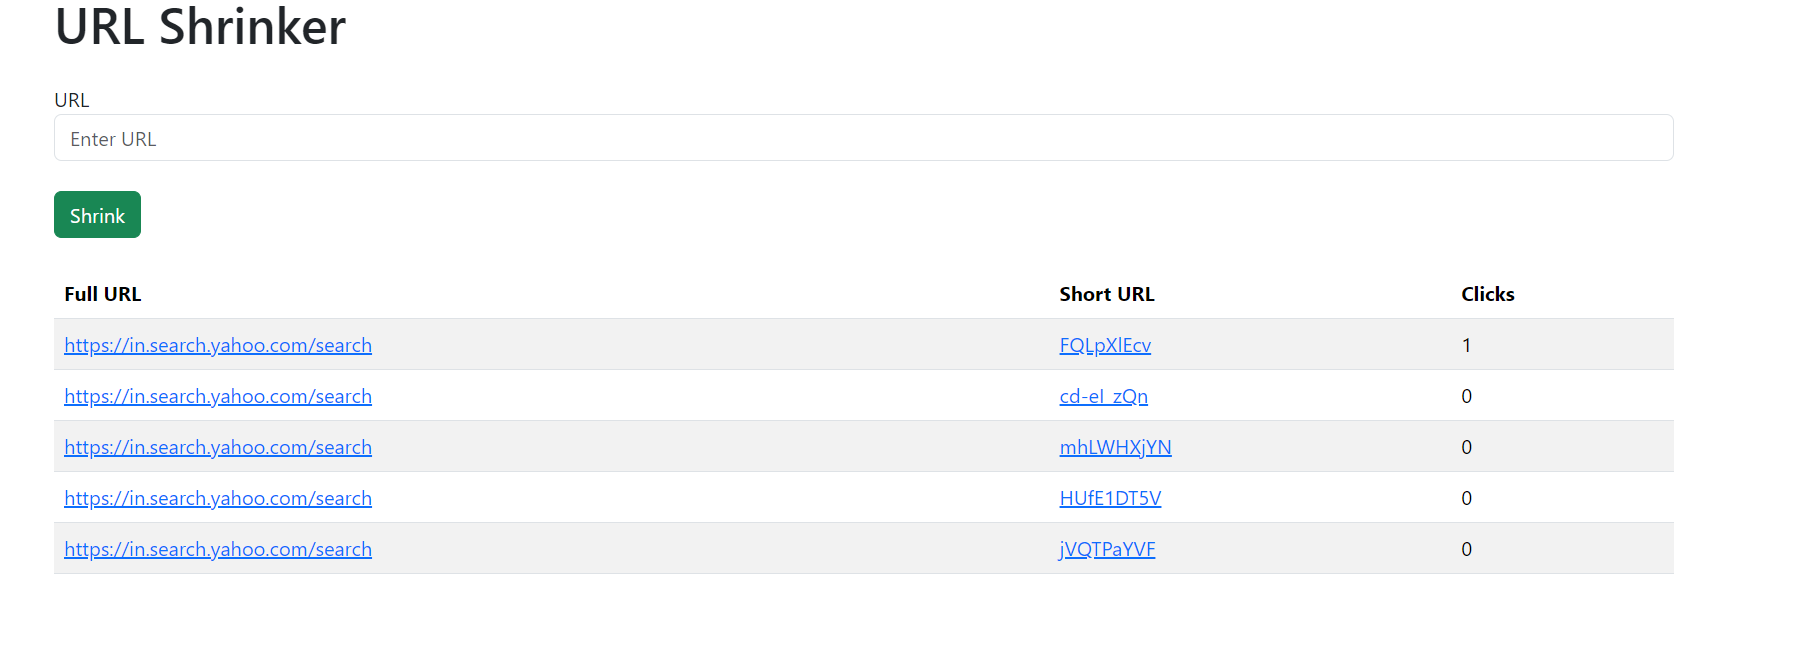 URL Shrinker
URL
Enter URL
Shrink
Full URL Short URL Clicks
https://in.search.yahoo.com/search FQLpXlEcv 1
https://in.search.yahoo.com/search cd-eI_zQn 0
https://in.search.yahoo.com/search mhLWHXjYN 0
https://in.search.yahoo.com/search HUfE1DT5V 0
https://in.search.yahoo.com/search jVQTPaYVF 0